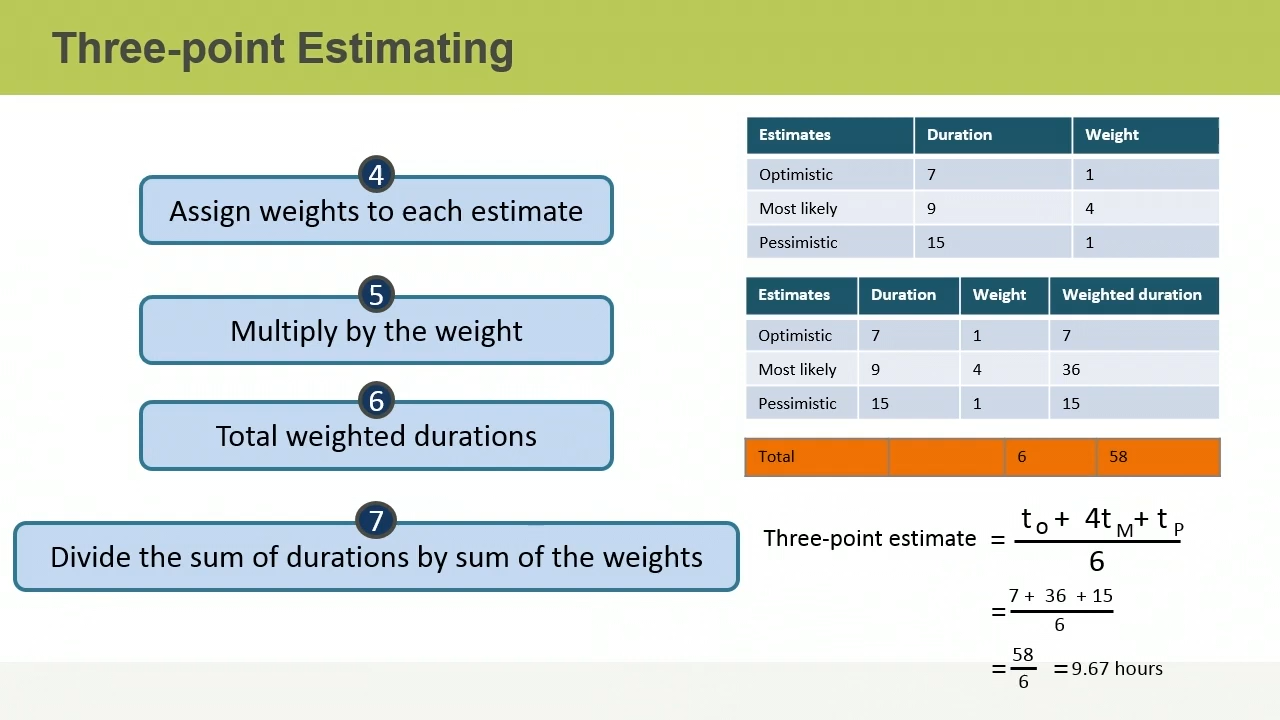 Three-point Estimating
4
Assign weights to each estimate
5
Multiply by the weight
6
Total weighted durations
7
Divide the sum of durations by sum of the weights
Estimates Duration Weight
Optimistic 7 1
Most likely 9 4
Pessimistic 15 1
Estimates Duration Weight Weighted duration
Optimistic 7 1 7
Most likely 9 4 36
Pessimistic 15 1 15
Total 6 58
Three-point estimate = t O + 4t M + t P
6
= 7 + 36 + 15
6
= 58 = 9.67 hours
6